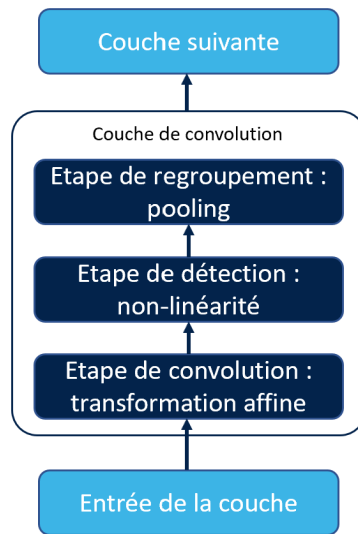 Couche suivante
Couche de convolution
Etape de regroupement :
pooling
Etape de détection :
non-linéarité
Etape de convolution :
transformation affine
Entrée de la couche